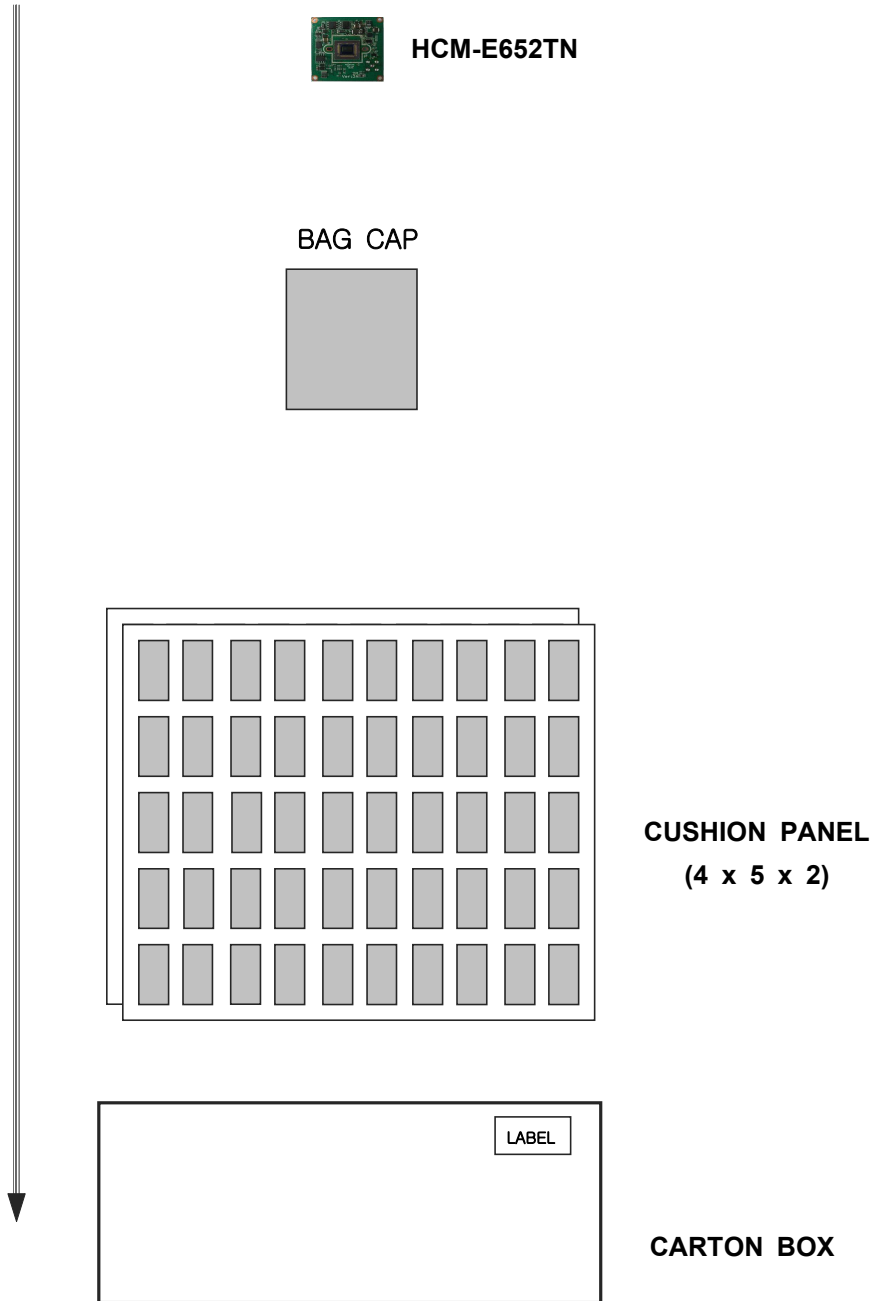 HCM-E652TN
BAG CAP
CUSHION PANEL
(4 x 5 x 2)
LABEL
CARTON BOX